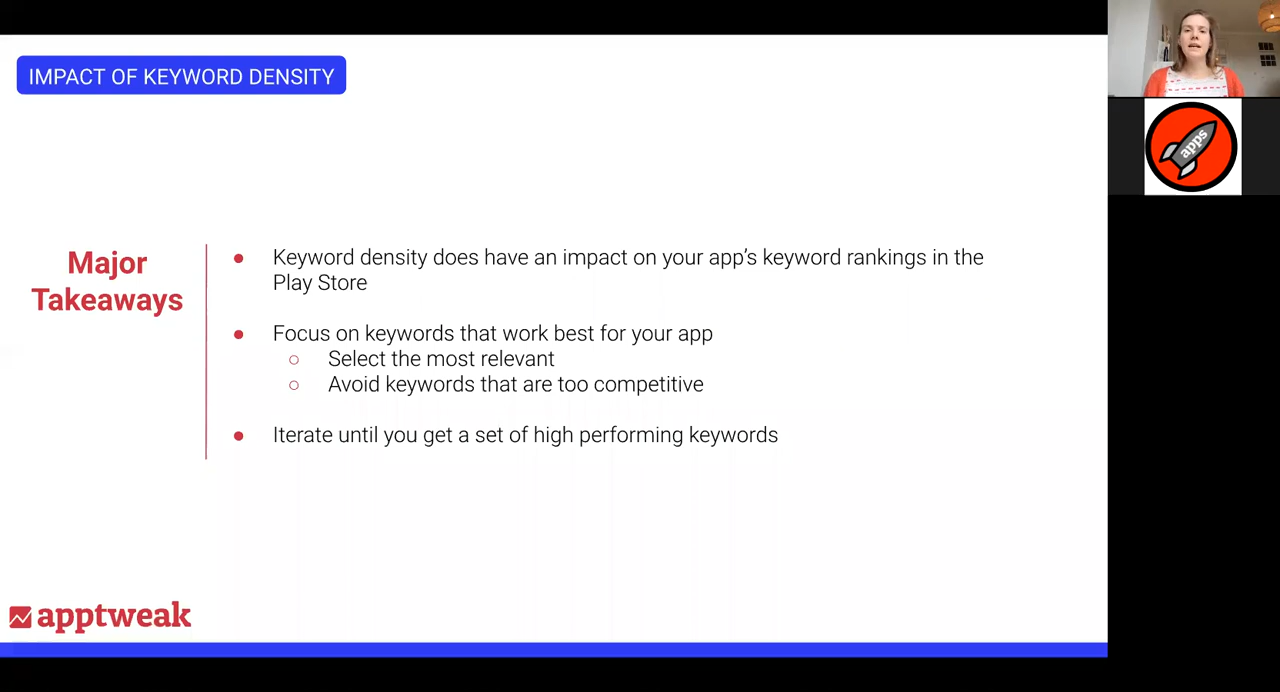 IMPACT OF KEYWORD DENSITY
Major
Takeaways
● Keyword density does have an impact on your app’s keyword rankings in the
Play Store
● Focus on keywords that work best for your app
○ Select the most relevant
○ Avoid keywords that are too competitive
● Iterate until you get a set of high performing keywords
apptweak
apps